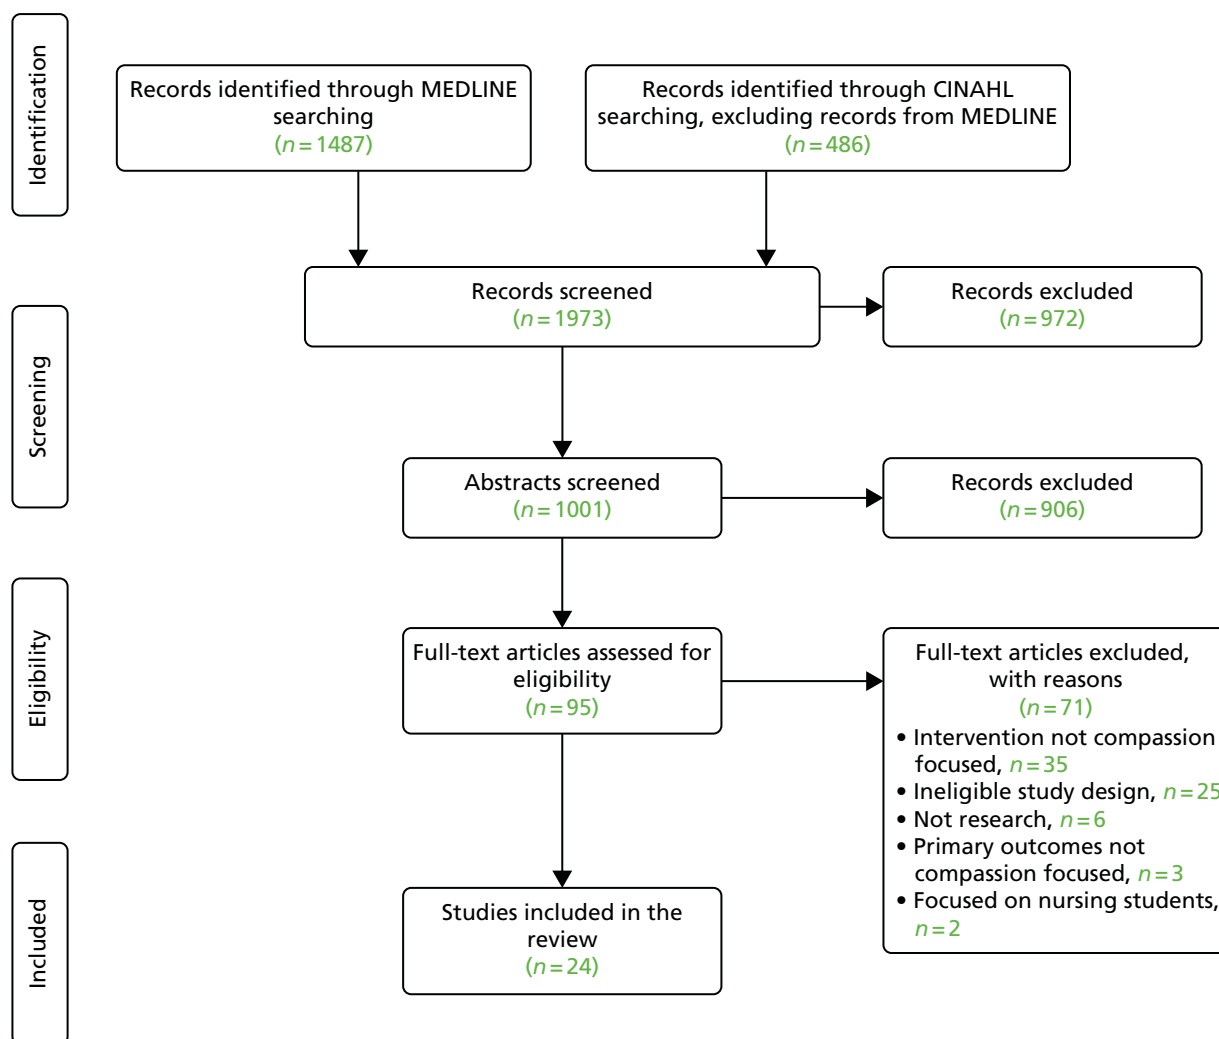 Identification
Records identified through MEDLINE
searching
(n=1487)
Records identified through CINAHL
searching, excluding records from MEDLINE
(n=486)
Screening
Records screened
(n=1973)
Records excluded
(n=972)
Abstracts screened
(n=1001)
Records excluded
(n=906)
Eligibility
Full-text articles assessed for
eligibility
(n=95)
Full-text articles excluded,
with reasons
(n=71)
• Intervention not compassion
focused, n=35
• Ineligible study design, n=25
• Not research, n=6
• Primary outcomes not
compassion focused, n=3
• Focused on nursing students,
n=2
Included
Studies included in the
review
(n=24)